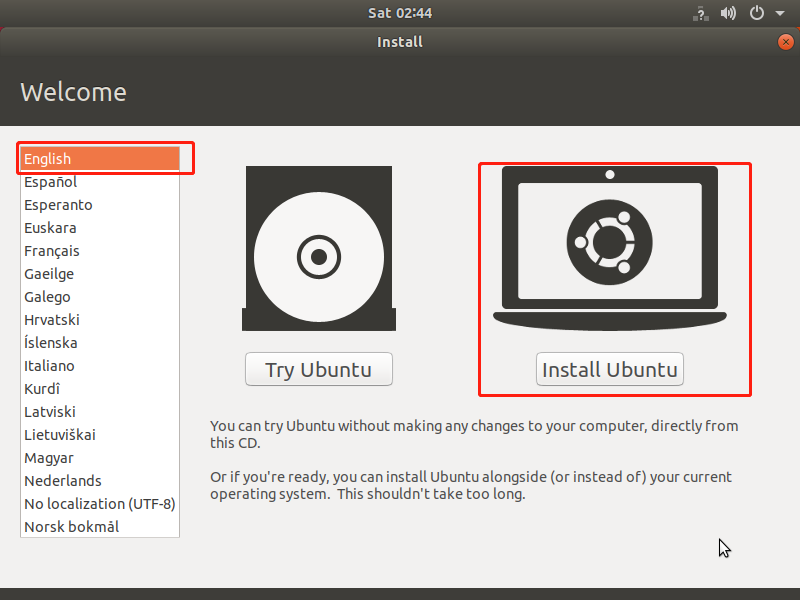 Sat 02:44
Install
Welcome
English
Español
Esperanto
Euskara
Français
Gaeilge
Galego
Hrvatski
Íslenska
Italiano
Kurdî
Latviski
Lietuviškai
Magyar
Nederlands
No localization (UTF-8)
Norsk bokmål
Try Ubuntu
Install Ubuntu
You can try Ubuntu without making any changes to your computer, directly from
this CD.
Or if you're ready, you can install Ubuntu alongside (or instead of) your current
operating system.  This shouldn't take too long.